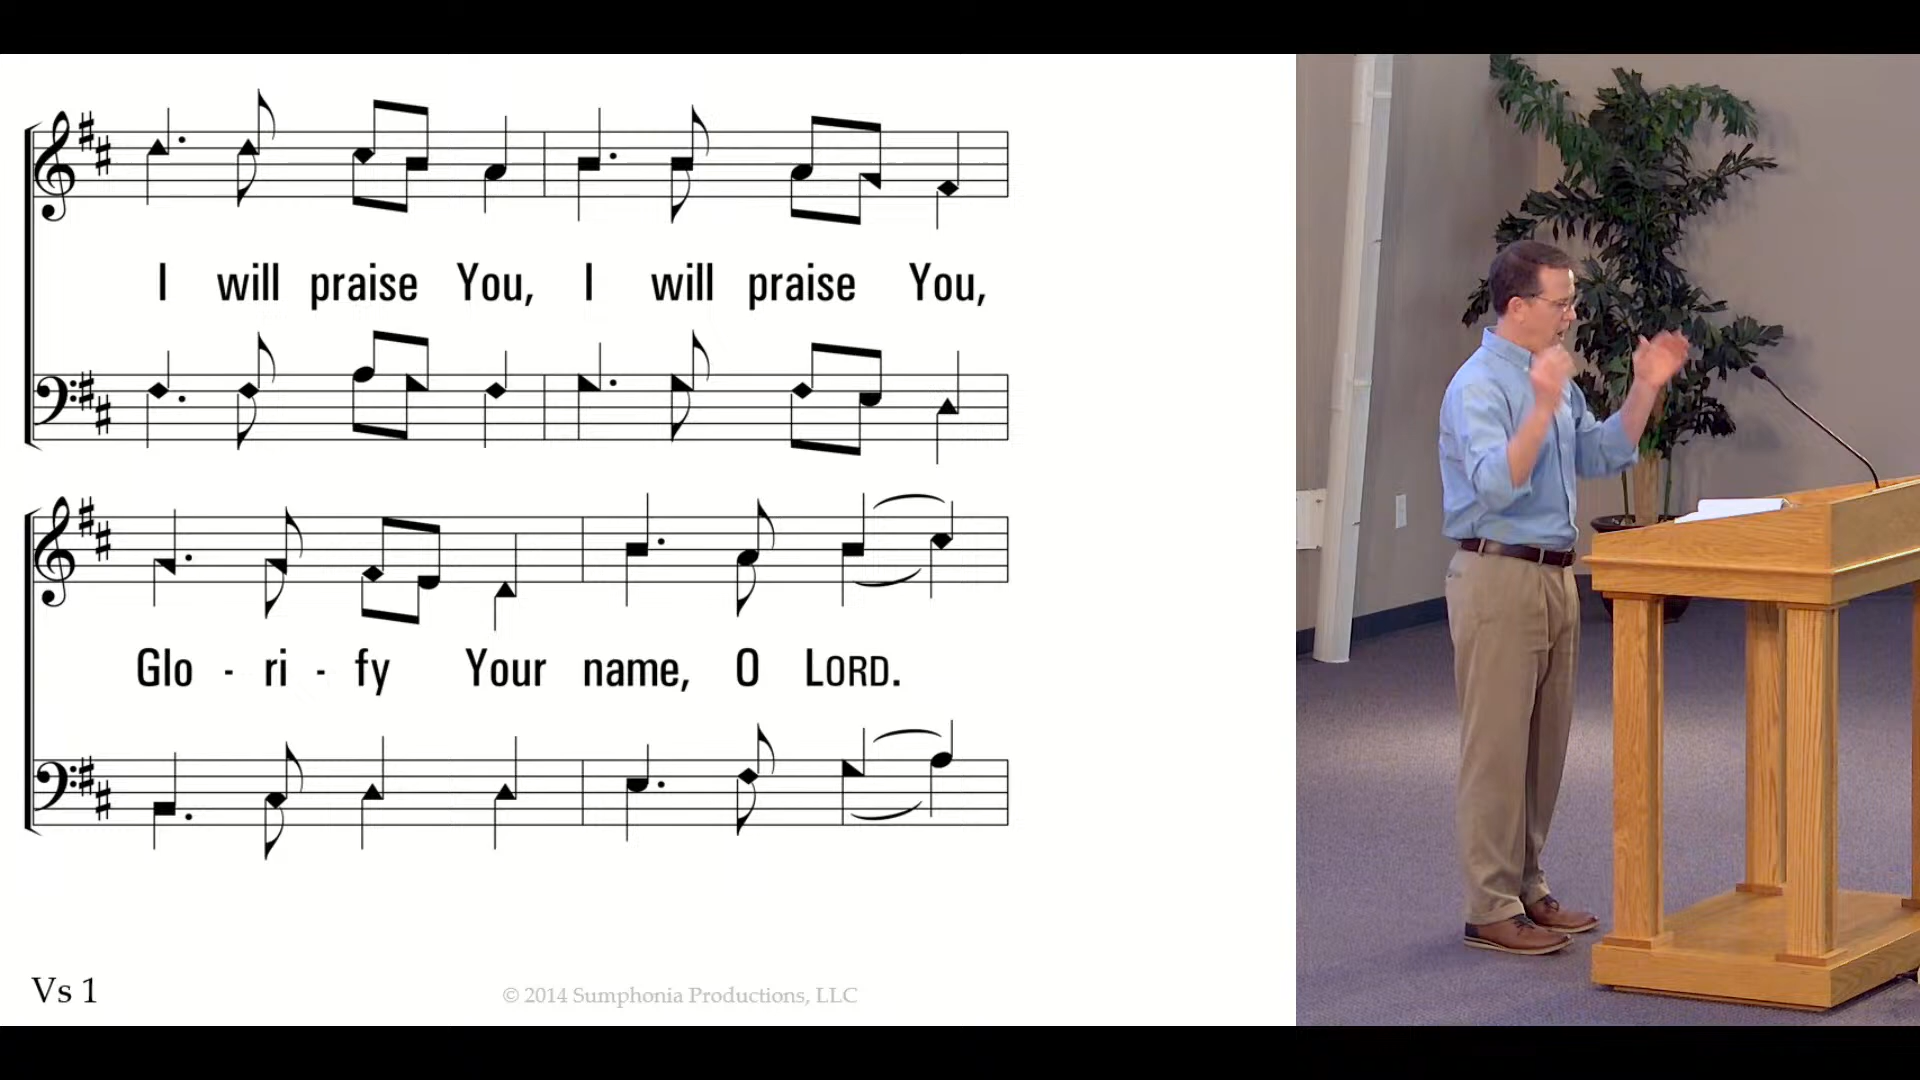 I will praise You, I will praise You,
Glo - ri - fy Your name, O LORD.
Vs 1
© 2014 Sumphonia Productions, LLC